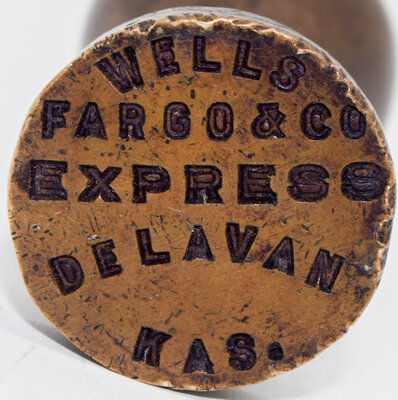 WELLS
FARGO & CO
EXPRESS
DELAVAN
KAS.